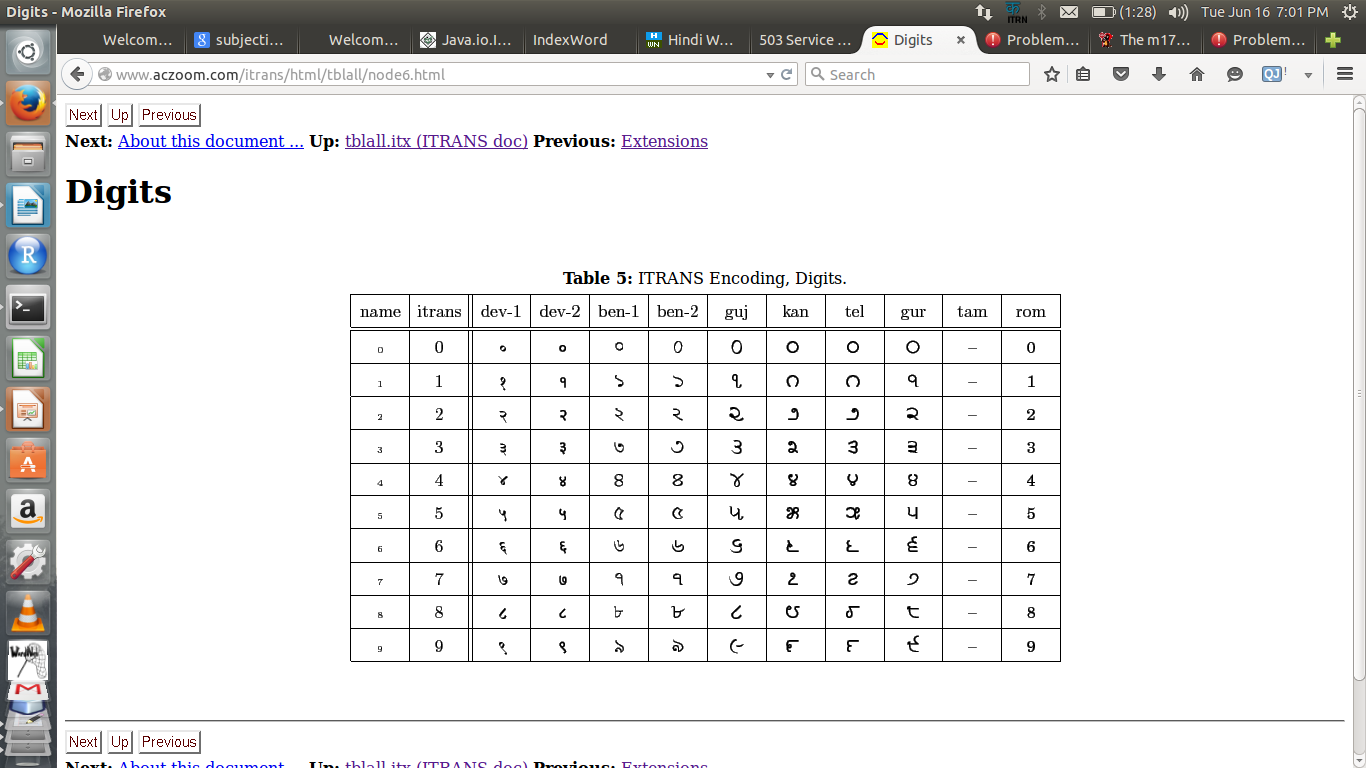 Digits - Mozilla Firefox
ITRN (1:28) Tue Jun 16 7:01 PM
Welcom… subjecti… Welcom… Java.io.I… IndexWord Hindi W… 503 Service … Digits × Problem… The m17… Problem…
www.aczoom.com/itrans/html/tblall/node6.html Search
Next Up Previous
Next: About this document ... Up: tblall.itx (ITRANS doc) Previous: Extensions
Digits
Table 5: ITRANS Encoding, Digits.
name itrans dev-1 dev-2 ben-1 ben-2 guj kan tel gur tam rom
0 0 ० ० ০ ০ ૦ ೦ ౦ ੦ – 0
1 1 १ १ ১ ১ ૧ ೧ ౧ ੧ – 1
2 2 २ २ ২ ২ ૨ ೨ ౨ ੨ – 2
3 3 ३ ३ ৩ ৩ ૩ ೩ ౩ ੩ – 3
4 4 ४ ४ ৪ ৪ ૪ ೪ ౪ ੪ – 4
5 5 ५ ५ ৫ ৫ ૫ ೫ ౫ ੫ – 5
6 6 ६ ६ ৬ ৬ ૬ ೬ ౬ ੬ – 6
7 7 ७ ७ ৭ ৭ ૭ ೭ ౭ ੭ – 7
8 8 ८ ८ ৮ ৮ ૮ ೮ ౮ ੮ – 8
9 9 ९ ९ ৯ ৯ ૯ ೯ ౯ ੯ – 9
Next Up Previous
Next: About this document ... Up: tblall.itx (ITRANS doc) Previous: Extensions